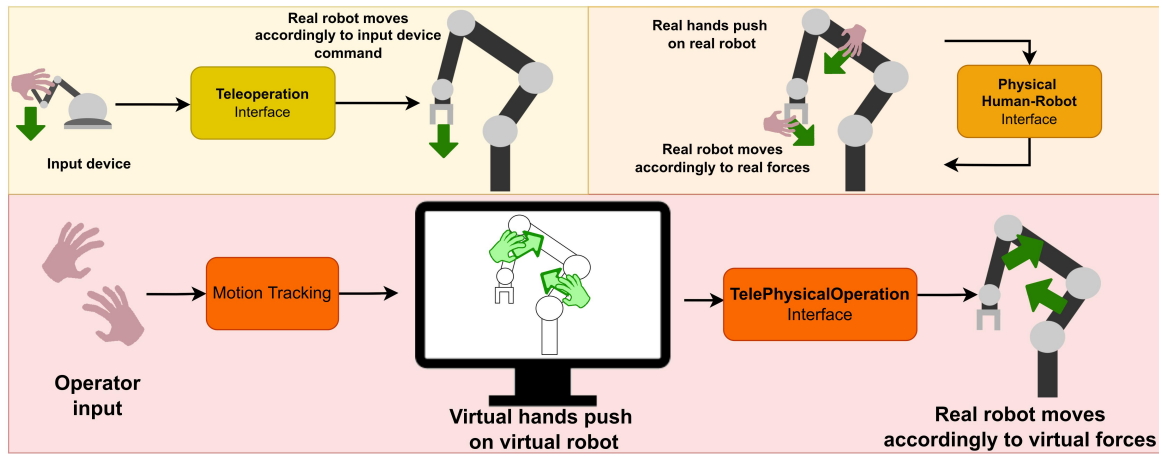 Real robot moves
accordingly to input device
command
Teleoperation
Interface
Input device
Real hands push
on real robot
Physical
Human-Robot
Interface
Real robot moves
accordingly to real forces
Motion Tracking
TelePhysicalOperation
Interface
Operator
input
Virtual hands push
on virtual robot
Real robot moves
accordingly to virtual forces